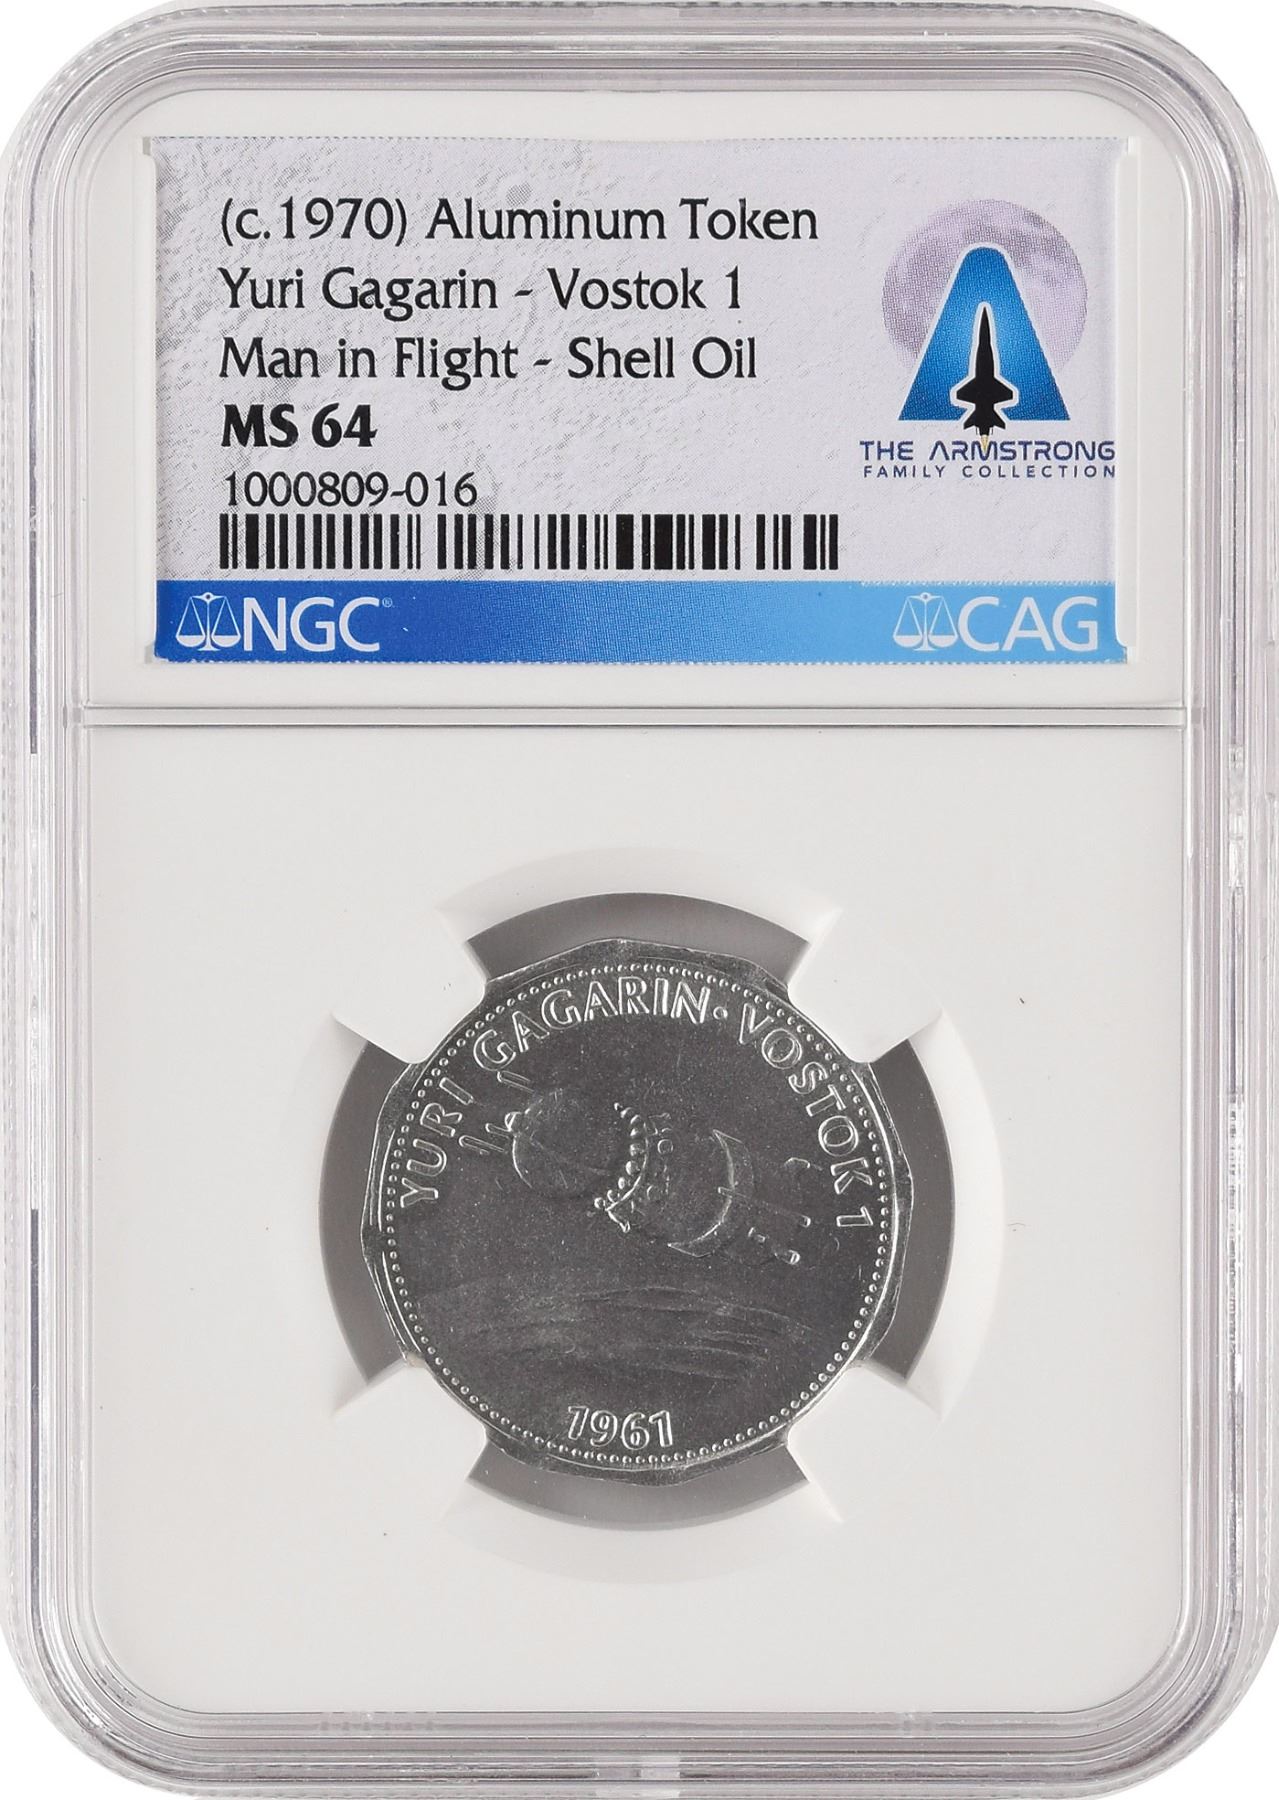 (c.1970) Aluminum Token
Yuri Gagarin - Vostok 1
Man in Flight - Shell Oil
MS 64
1000809-016
THE ARMSTRONG
FAMILY COLLECTION
NGC®
CAG
YURI GAGARIN · VOSTOK 1
1961